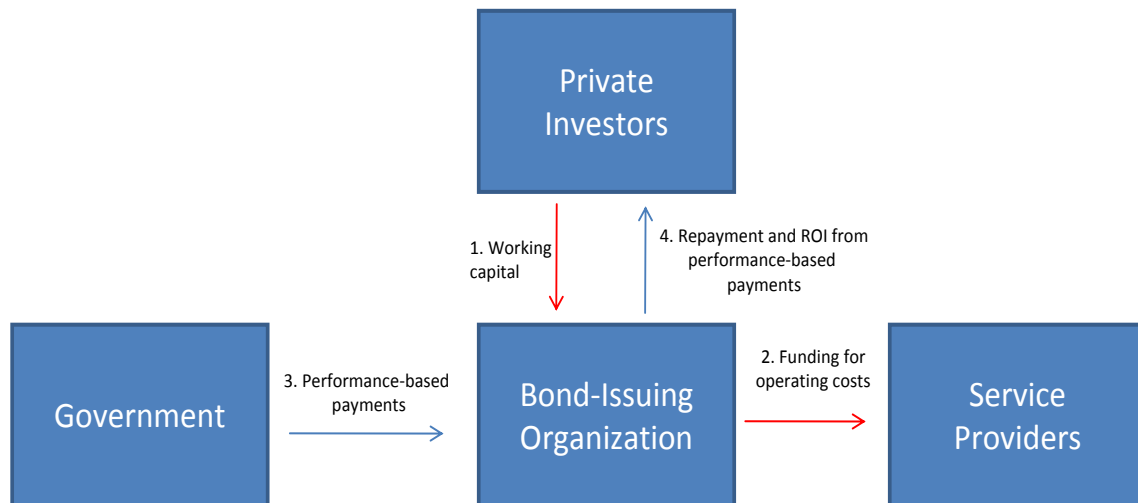 Private
Investors
1. Working
capital
4. Repayment and ROI from
performance-based
payments
Government
3. Performance-based
payments
Bond-Issuing
Organization
2. Funding for
operating costs
Service
Providers